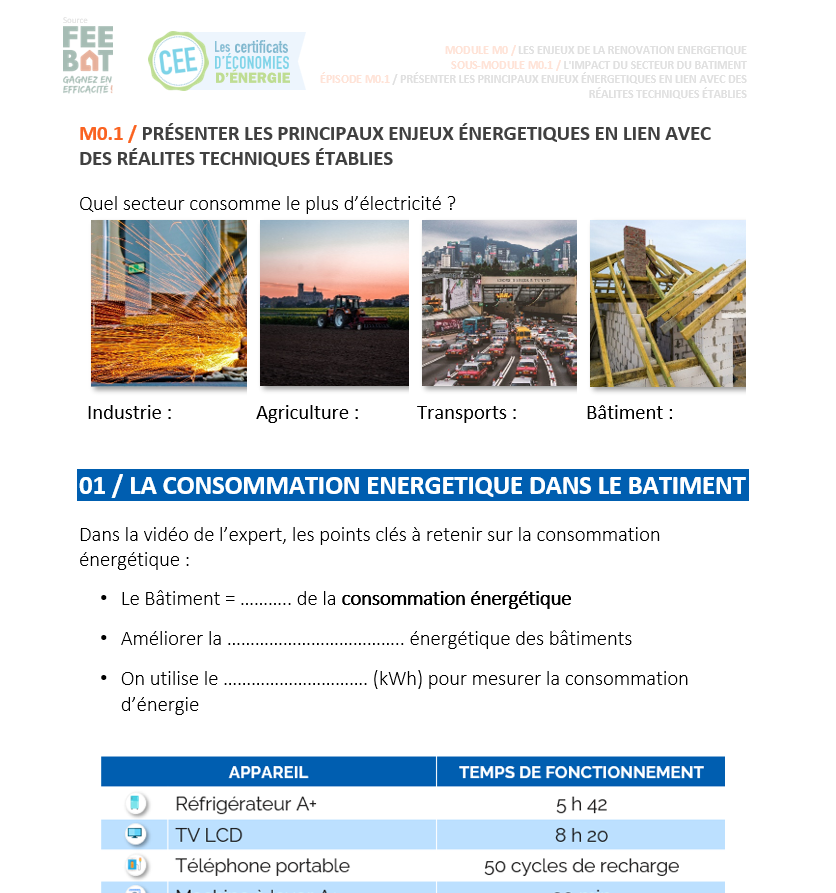 Source
FEE
BAT
GAGNEZ EN
EFFICACITÉ !
CEE
Les certificats
D'ÉCONOMIES
D'ÉNERGIE
MODULE M0 / LES ENJEUX DE LA RENOVATION ENERGETIQUE
SOUS-MODULE M0.1 / L'IMPACT DU SECTEUR DU BATIMENT
ÉPISODE M0.1 / PRÉSENTER LES PRINCIPAUX ENJEUX ÉNERGETIQUES EN LIEN AVEC DES
RÉALITES TECHNIQUES ÉTABLIES
M0.1 / PRÉSENTER LES PRINCIPAUX ENJEUX ÉNERGETIQUES EN LIEN AVEC
DES RÉALITES TECHNIQUES ÉTABLIES
Quel secteur consomme le plus d'électricité ?
Industrie : Agriculture : Transports : Bâtiment :
01 / LA CONSOMMATION ENERGETIQUE DANS LE BATIMENT
Dans la vidéo de l'expert, les points clés à retenir sur la consommation
énergétique :
• Le Bâtiment = ……….. de la consommation énergétique
• Améliorer la ……………………………….. énergétique des bâtiments
• On utilise le …………………………. (kWh) pour mesurer la consommation
d'énergie
APPAREIL TEMPS DE FONCTIONNEMENT
Réfrigérateur A+ 5 h 42
TV LCD 8 h 20
Téléphone portable 50 cycles de recharge